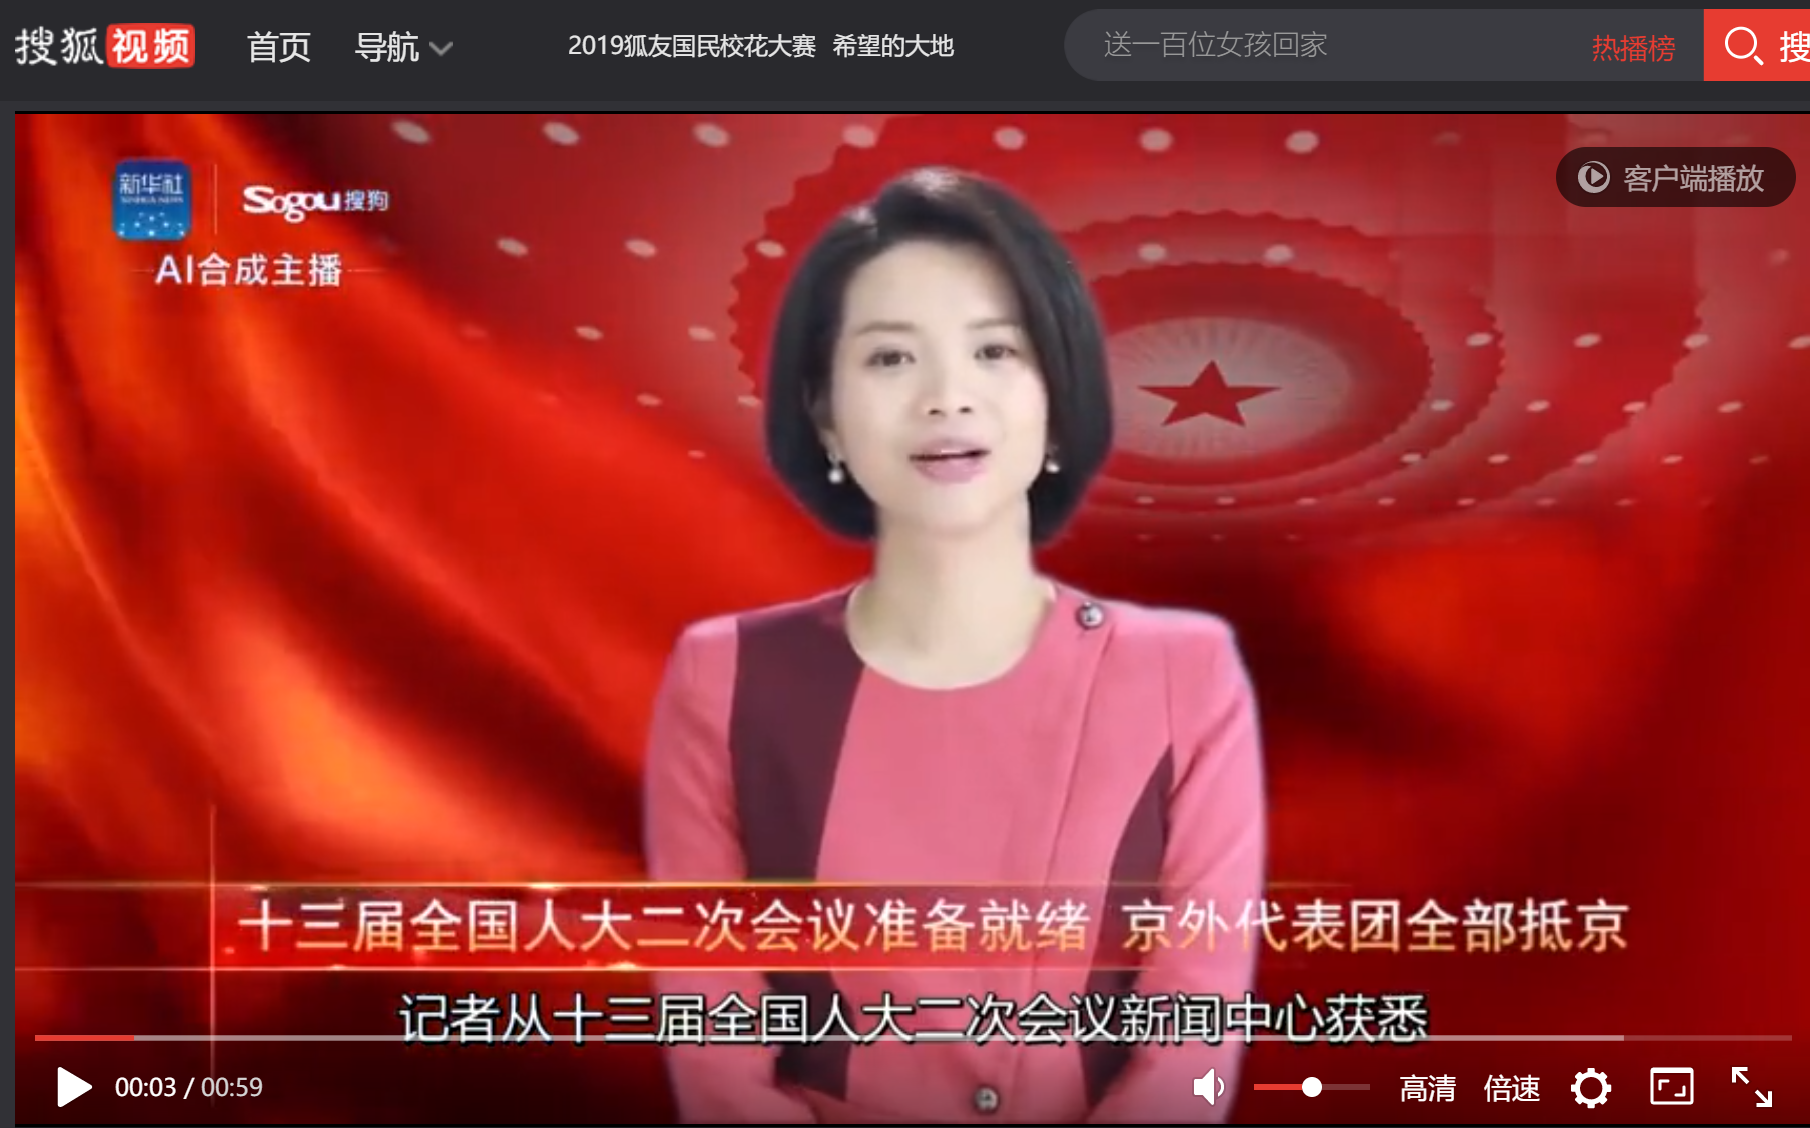 搜狐视频 首页 导航 2019狐友国民校花大赛 希望的大地 送一百位女孩回家 热播榜 搜
新华社 Sogou搜狗 客户端播放
XINHUA NEWS
AI合成主播
十三届全国人大二次会议准备就绪 京外代表团全部抵京
记者从十三届全国人大二次会议新闻中心获悉
00:03 / 00:59 高清 倍速